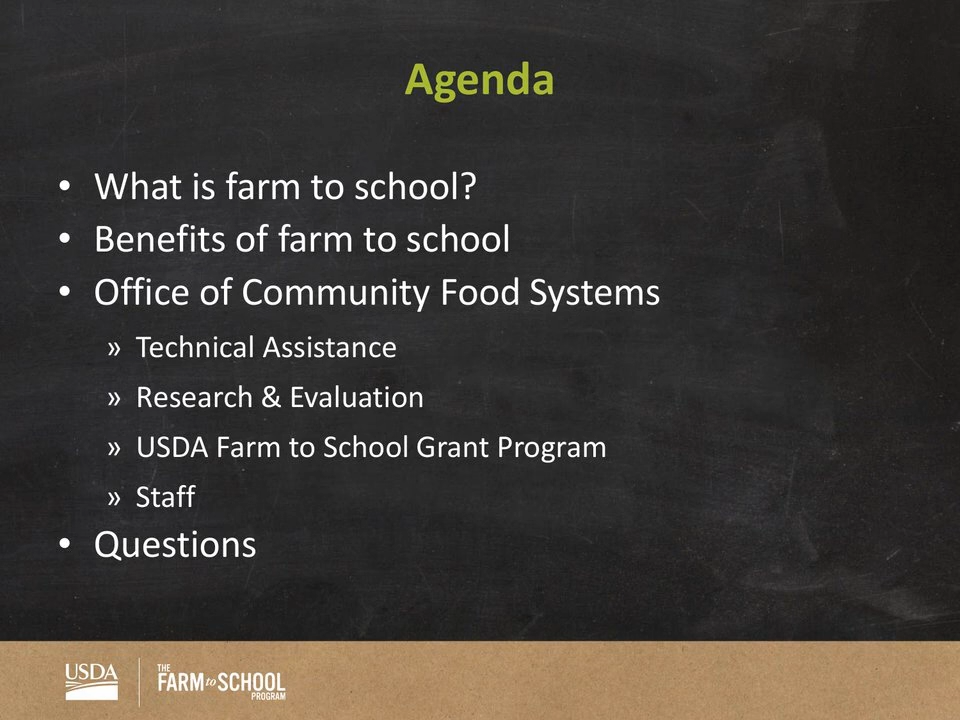 Agenda
• What is farm to school?
• Benefits of farm to school
• Office of Community Food Systems
» Technical Assistance
» Research & Evaluation
» USDA Farm to School Grant Program
» Staff
• Questions
USDA
THE
FARM to SCHOOL
PROGRAM